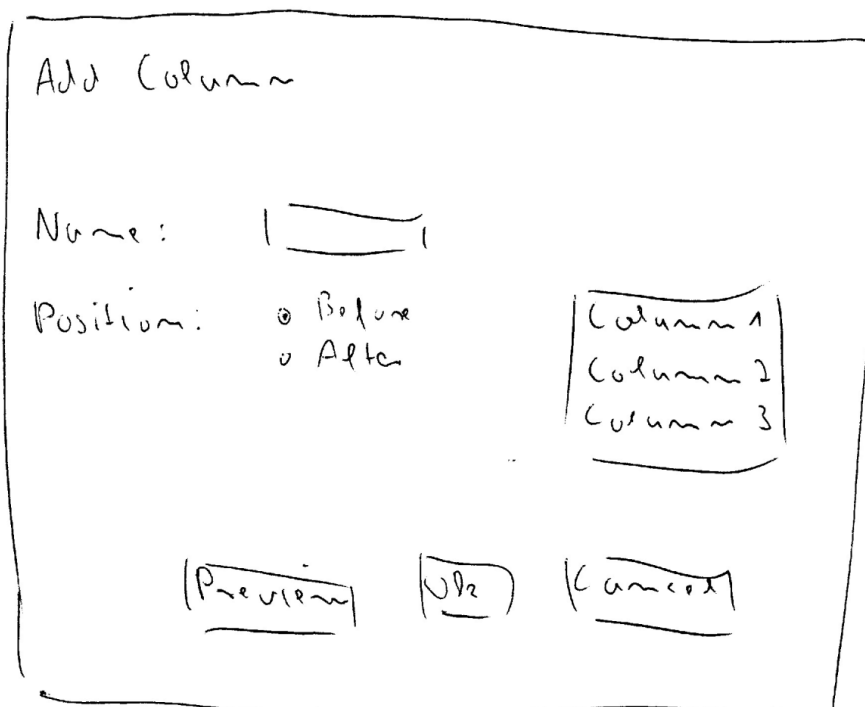 Add Column
Name:
Position:
Before
After
Column 1
Column 2
Column 3
Preview
Ok
Cancel